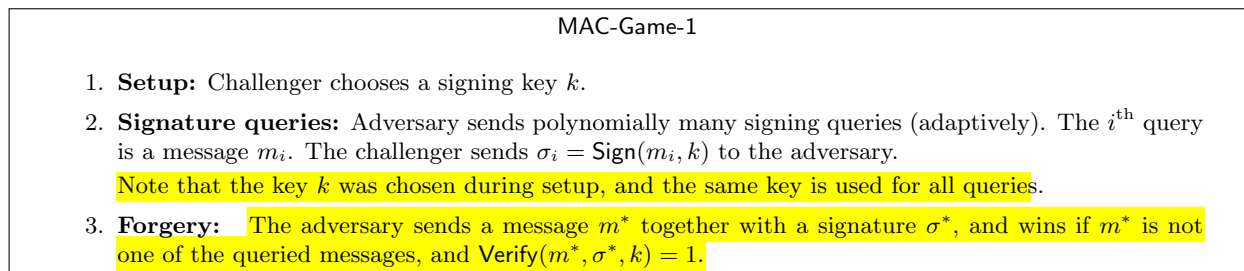 MAC-Game-1
1. Setup: Challenger chooses a signing key k.
2. Signature queries: Adversary sends polynomially many signing queries (adaptively). The i^th query
is a message m_i. The challenger sends σ_i = Sign(m_i, k) to the adversary.
Note that the key k was chosen during setup, and the same key is used for all queries.
3. Forgery: The adversary sends a message m* together with a signature σ*, and wins if m* is not
one of the queried messages, and Verify(m*, σ*, k) = 1.